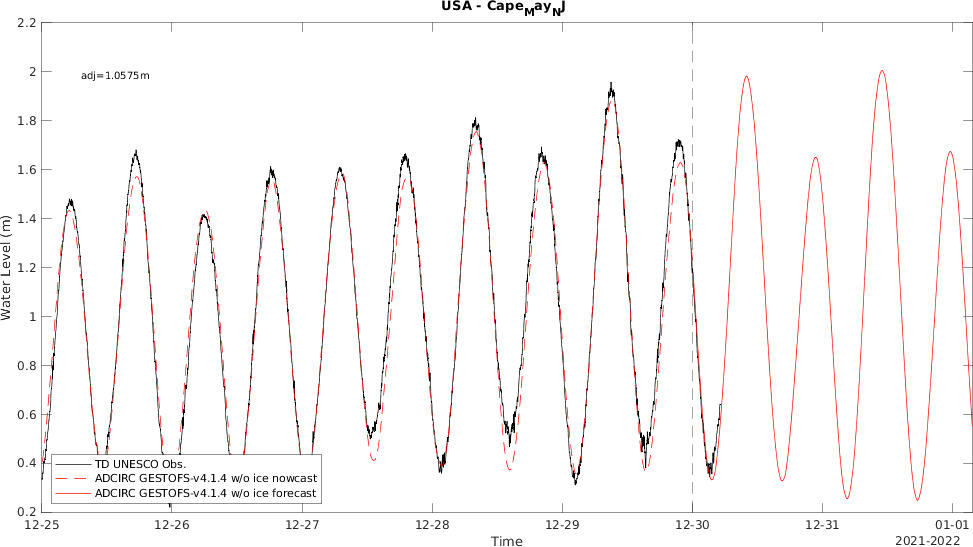 USA - Cape_May_NJ
2.2
2
1.8
1.6
1.4
1.2
1
0.8
0.6
0.4
0.2
Water Level (m)
adj=1.0575m
TD UNESCO Obs.
ADCIRC GESTOFS-v4.1.4 w/o ice nowcast
ADCIRC GESTOFS-v4.1.4 w/o ice forecast
12-25 12-26 12-27 12-28 12-29 12-30 12-31 01-01
Time
2021-2022